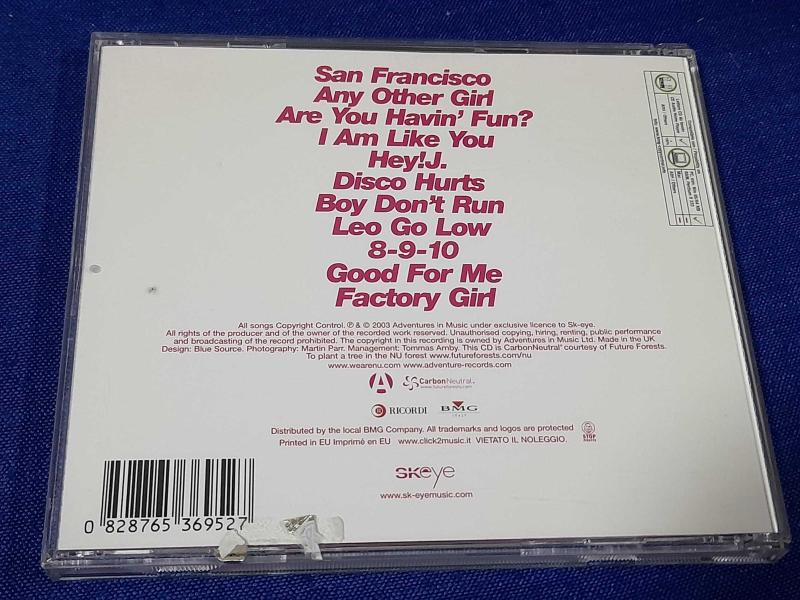 San Francisco
Any Other Girl
Are You Havin' Fun?
I Am Like You
Hey!J.
Disco Hurts
Boy Don't Run
Leo Go Low
8-9-10
Good For Me
Factory Girl
All songs Copyright Control. ℗ & © 2003 Adventures in Music under exclusive licence to Sk-eye.
All rights of the producer and of the owner of the recorded work reserved. Unauthorised copying, hiring, renting, public performance
and broadcasting of the record prohibited. The copyright in this recording is owned by Adventures in Music Ltd. Made in the UK
Design: Blue Source. Photography: Martin Parr. Management: Tommas Arnby. This CD is CarbonNeutral® courtesy of Future Forests.
To plant a tree in the NU forest www.futureforests.com/nu
www.wearenu.com www.adventure-records.com
CarbonNeutral®
www.futureforests.com
RICORDI
BMG
ITALY
Distributed by the local BMG Company. All trademarks and logos are protected
STOP
Printed in EU Imprimé en EU www.click2music.it VIETATO IL NOLEGGIO.
SKeye
www.sk-eyemusic.com
0 828765 369527